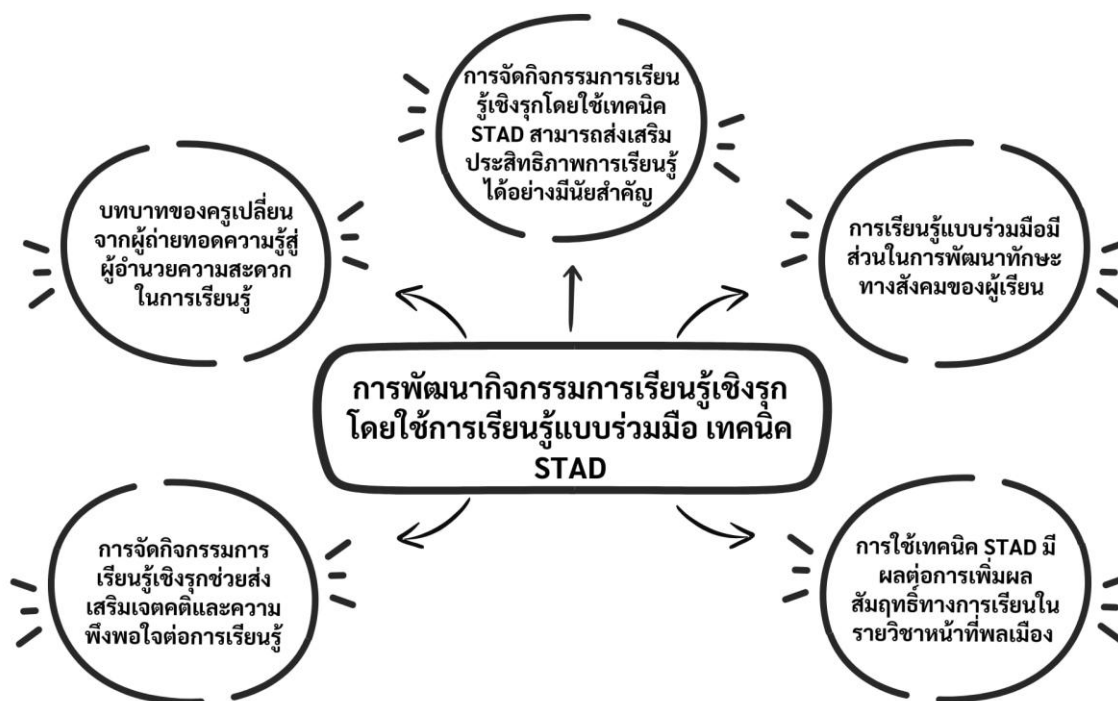 การจัดกิจกรรมการเรียน
รู้เชิงรุกโดยใช้เทคนิค
STAD สามารถส่งเสริม
ประสิทธิภาพการเรียนรู้
ได้อย่างมีนัยสำคัญ
บทบาทของครูเปลี่ยน
จากผู้ถ่ายทอดความรู้สู่
ผู้อำนวยความสะดวก
ในการเรียนรู้
การเรียนรู้แบบร่วมมือมี
ส่วนในการพัฒนาทักษะ
ทางสังคมของผู้เรียน
การพัฒนากิจกรรมการเรียนรู้เชิงรุก
โดยใช้การเรียนรู้แบบร่วมมือ เทคนิค
STAD
การจัดกิจกรรมการ
เรียนรู้เชิงรุกช่วยส่ง
เสริมเจตคติและความ
พึงพอใจต่อการเรียนรู้
การใช้เทคนิค STAD มี
ผลต่อการเพิ่มผล
สัมฤทธิ์ทางการเรียนใน
รายวิชาหน้าที่พลเมือง